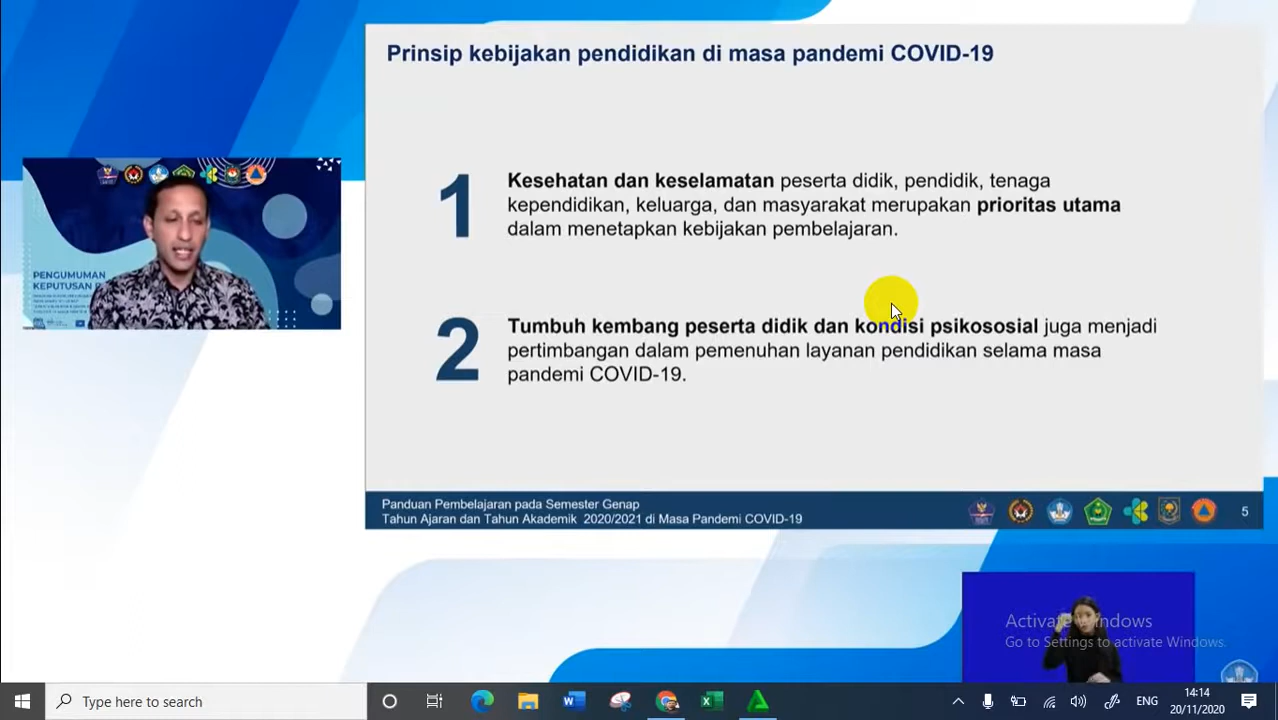 Prinsip kebijakan pendidikan di masa pandemi COVID-19
PENGUMUMAN
KEPUTUSAN
1
Kesehatan dan keselamatan peserta didik, pendidik, tenaga
kependidikan, keluarga, dan masyarakat merupakan prioritas utama
dalam menetapkan kebijakan pembelajaran.
2
Tumbuh kembang peserta didik dan kondisi psikososial juga menjadi
pertimbangan dalam pemenuhan layanan pendidikan selama masa
pandemi COVID-19.
Panduan Pembelajaran pada Semester Genap
Tahun Ajaran dan Tahun Akademik 2020/2021 di Masa Pandemi COVID-19
5
Activate Windows
Go to Settings to activate Windows.
Type here to search
ENG
14:14
20/11/2020